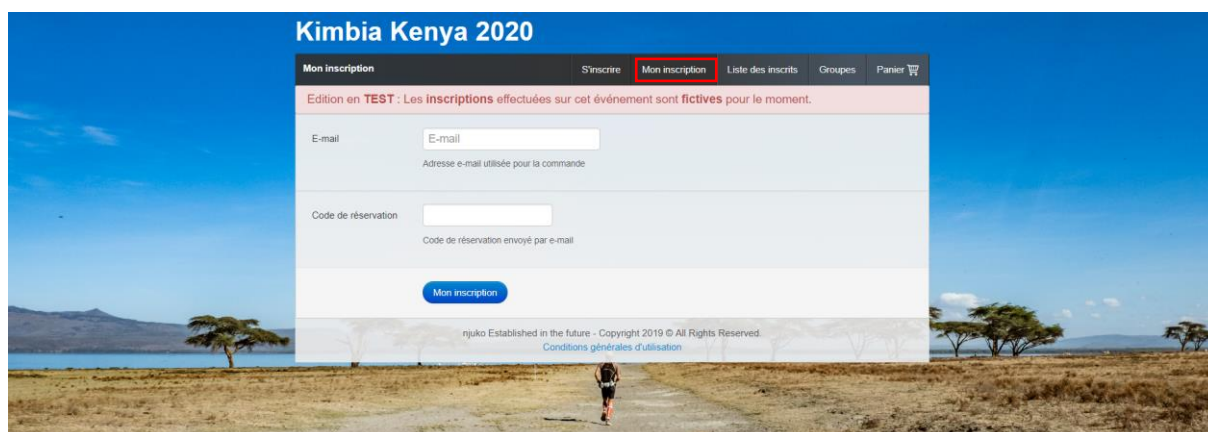 Kimbia Kenya 2020
Mon inscription S'inscrire Mon inscription Liste des inscrits Groupes Panier
Edition en TEST : Les inscriptions effectuées sur cet événement sont fictives pour le moment.
E-mail E-mail
Adresse e-mail utilisée pour la commande
Code de réservation
Code de réservation envoyé par e-mail
Mon inscription
njuko Established in the future - Copyright 2019 © All Rights Reserved.
Conditions générales d'utilisation